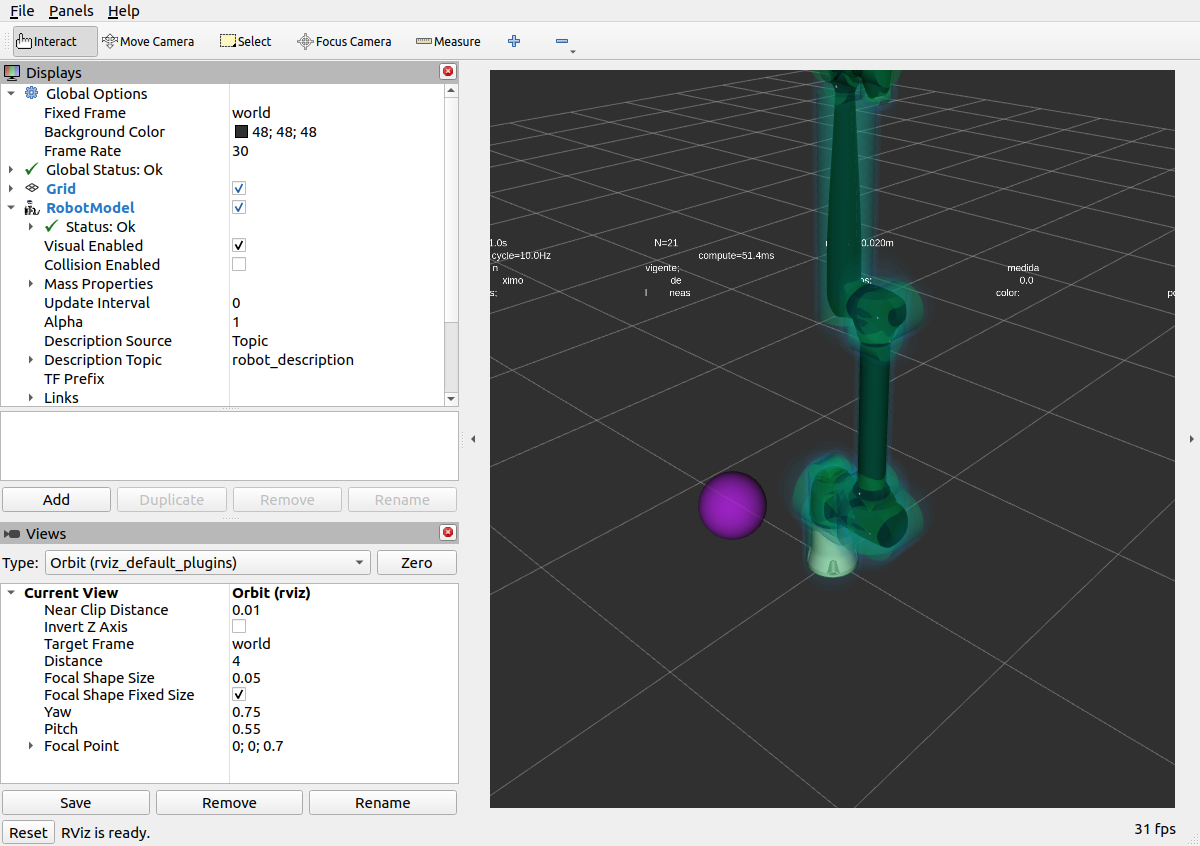 File Panels Help
Interact Move Camera Select Focus Camera Measure
Displays
Global Options
Fixed Frame world
Background Color 48; 48; 48
Frame Rate 30
Global Status: Ok
Grid
RobotModel
Status: Ok
Visual Enabled
Collision Enabled
Mass Properties
Update Interval 0
Alpha 1
Description Source Topic
Description Topic robot_description
TF Prefix
Links
Add Duplicate Remove Rename
Views
Type: Orbit (rviz_default_plugins) Zero
Current View Orbit (rviz)
Near Clip Distance 0.01
Invert Z Axis
Target Frame world
Distance 4
Focal Shape Size 0.05
Focal Shape Fixed Size
Yaw 0.75
Pitch 0.55
Focal Point 0; 0; 0.7
Save Remove Rename
Reset RViz is ready.
1.0s N=21 0.020m
cycle=10.0Hz compute=51.4ms
n vigente; medida
ximo de 0.0
s; l neas os; color: po
31 fps